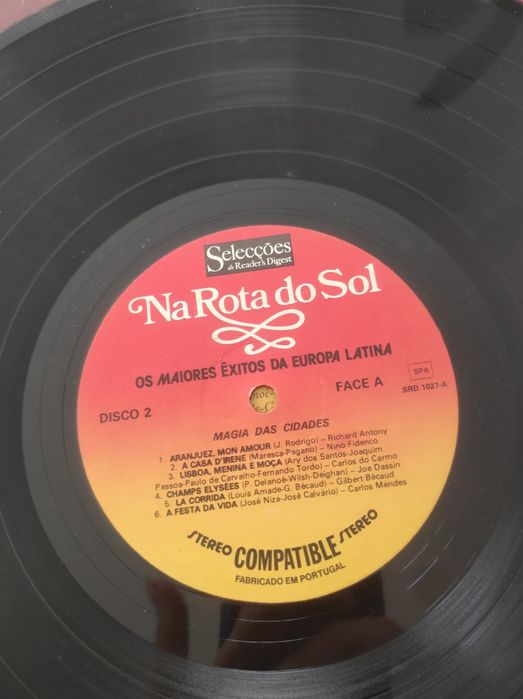 Selecções
do Reader's Digest
Na Rota do Sol
OS MAIORES ÊXITOS DA EUROPA LATINA
SPA
DISCO 2
FACE A
SRD 1027-A
MAGIA DAS CIDADES
1. ARANJUEZ, MON AMOUR (J. Rodrigo) – Richard Antony
2. A CASA D'IRENE (Maresca-Pagano) – Nino Fidenco
3. LISBOA, MENINA E MOÇA (Ary dos Santos-Joaquim
Pessoa-Paulo de Carvalho-Fernando Tordo) – Carlos do Carmo
4. CHAMPS ELYSÉES (P. Delanoë-Wilsh-Deighan) – Joe Dassin
5. LA CORRIDA (Louis Amade-G. Bécaud) – Gilbert Bécaud
6. A FESTA DA VIDA (José Niza-José Calvário) – Carlos Mendes
STEREO COMPATIBLE STEREO
FABRICADO EM PORTUGAL